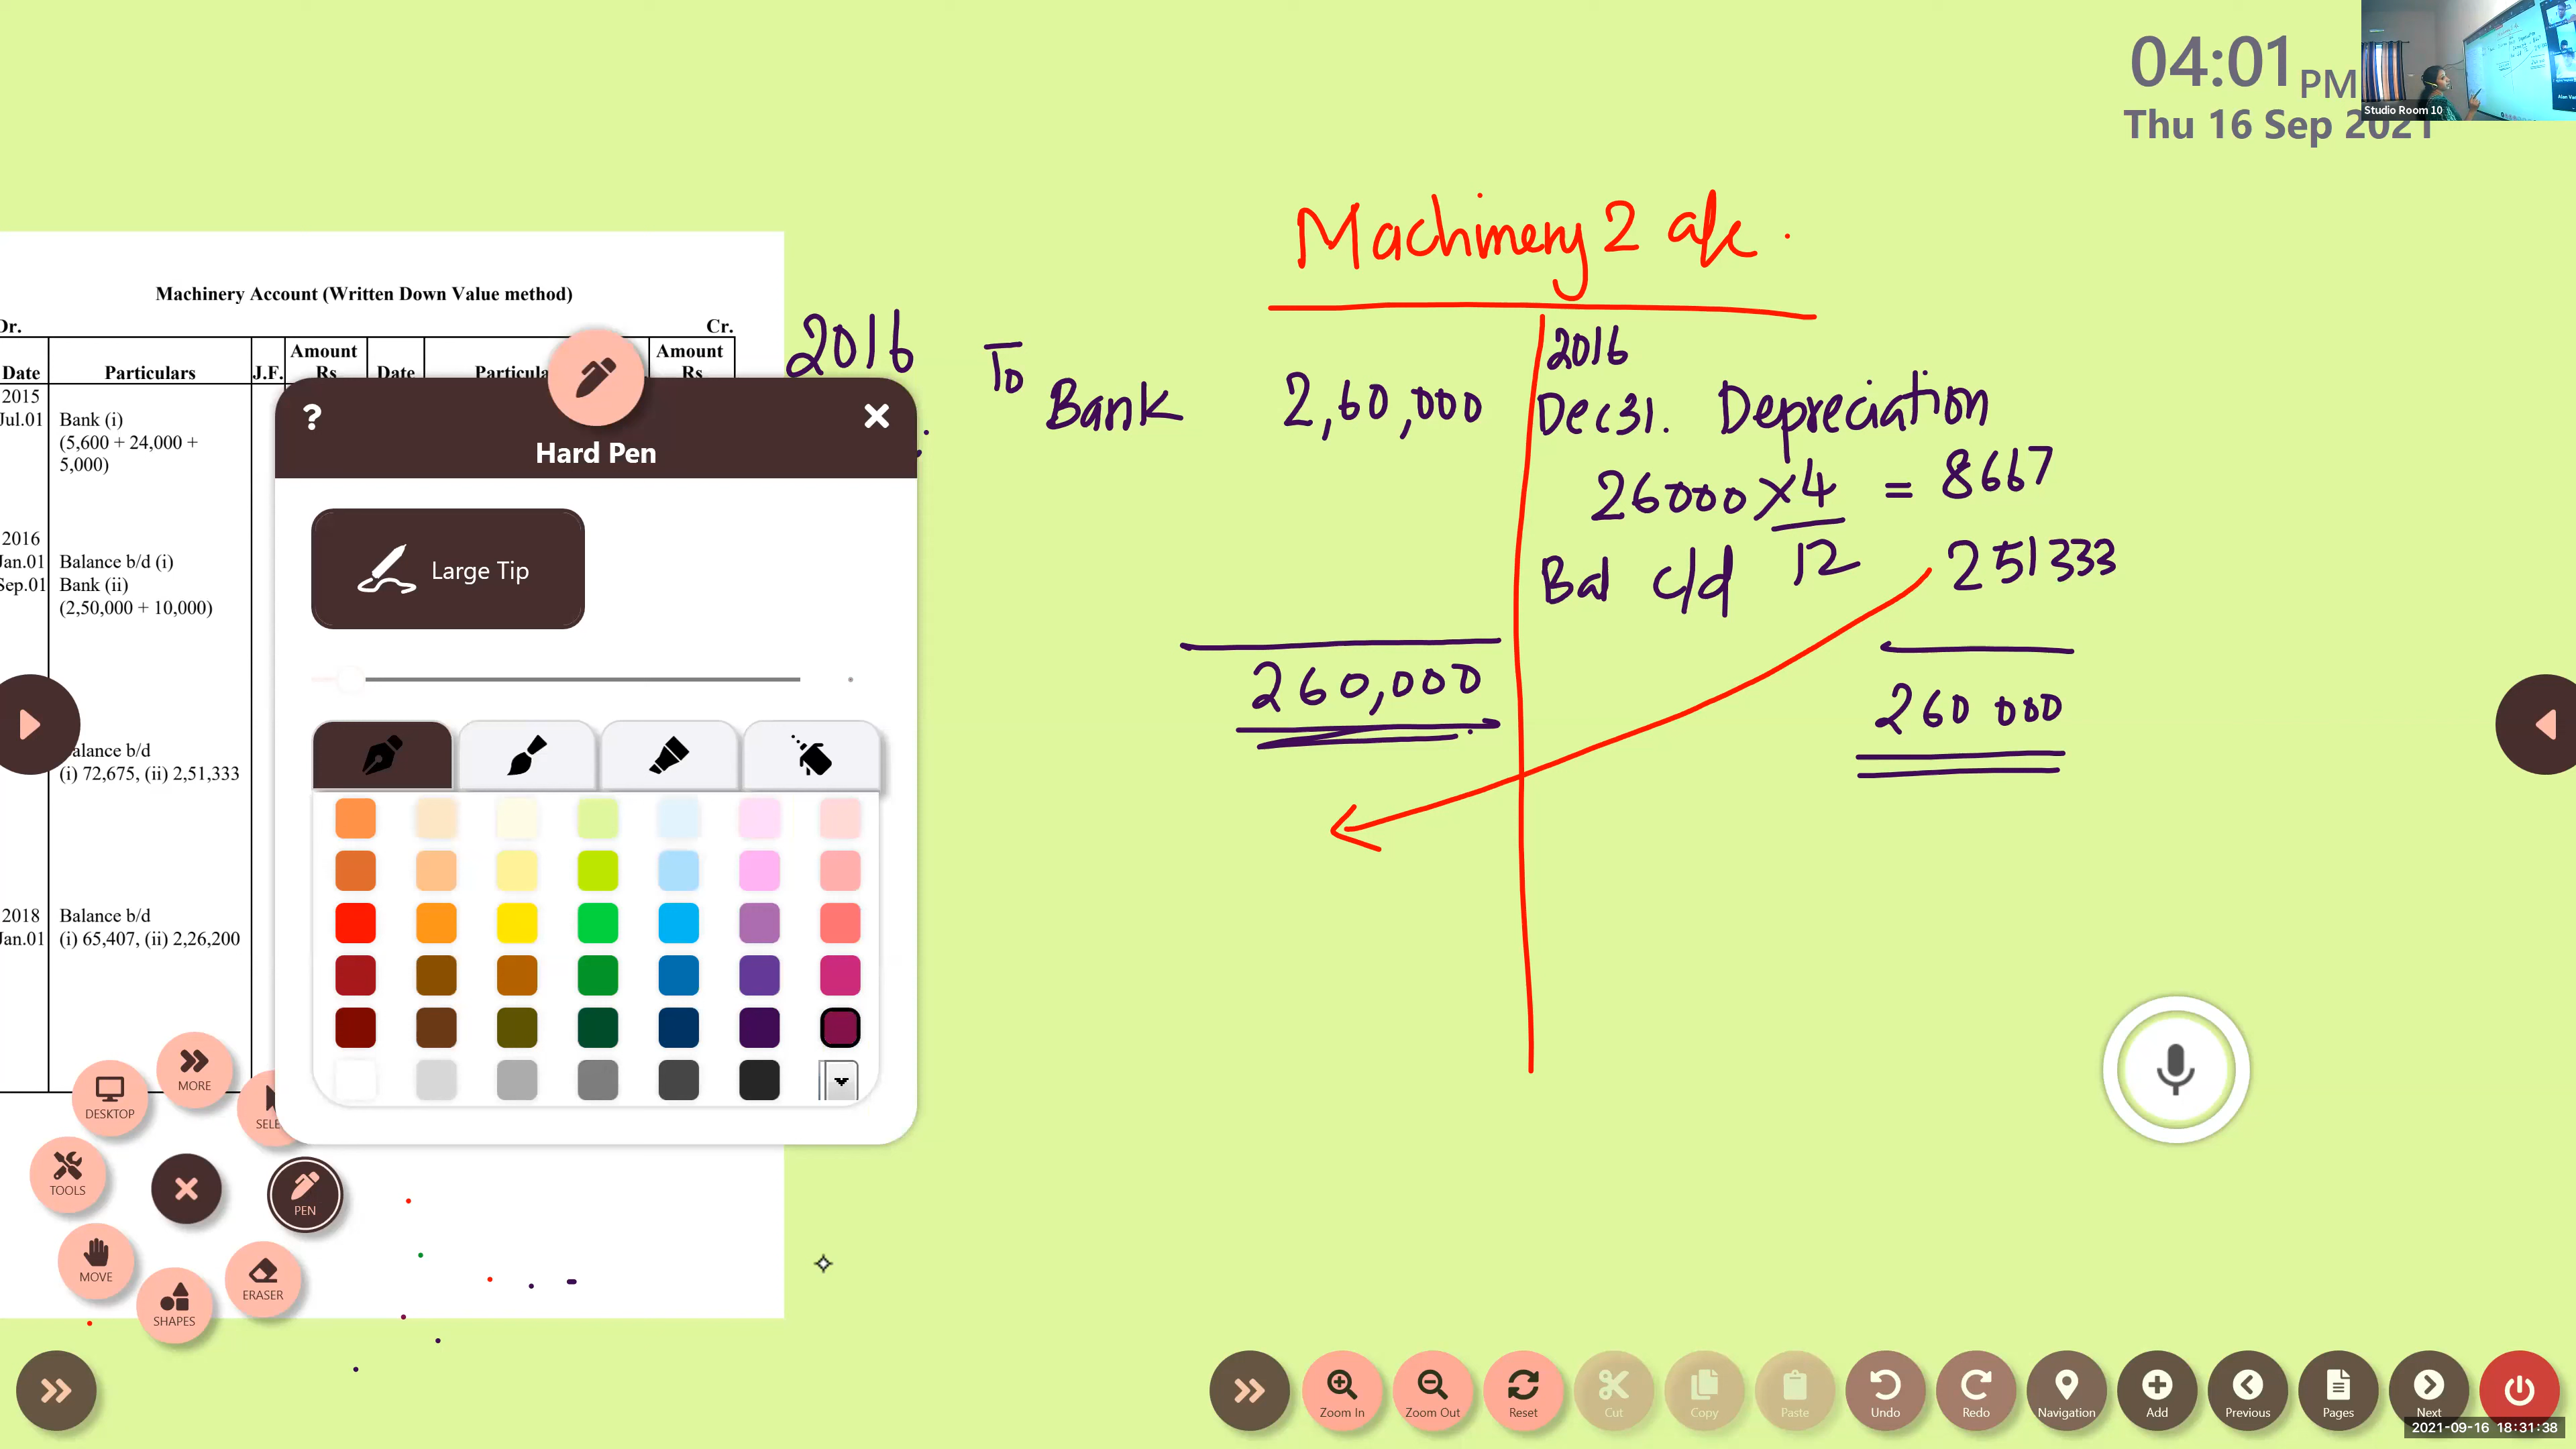 04:01 PM
Studio Room 10
Thu 16 Sep 2021
Machinery 2 a/c
Machinery Account (Written Down Value method)
Dr.
Cr.
Date
Particulars
J.F.
Amount
Rs
Date
Particula
Amount
Rs
2015
Jul.01
Bank (i)
(5,600 + 24,000 +
5,000)
2016
Jan.01
Balance b/d (i)
Sep.01
Bank (ii)
(2,50,000 + 10,000)
alance b/d
(i) 72,675, (ii) 2,51,333
2018
Balance b/d
Jan.01
(i) 65,407, (ii) 2,26,200
?
Hard Pen
Large Tip
2016
To
Bank
2,60,000
260,000
2016
Dec 31. Depreciation
26000 × 4 = 8667
12
Bal c/d
251333
260 000
DESKTOP
MORE
SELE
TOOLS
PEN
MOVE
SHAPES
ERASER
Zoom In
Zoom Out
Reset
Cut
Copy
Paste
Undo
Redo
Navigation
Add
Previous
Pages
Next
2021-09-16 18:31:38